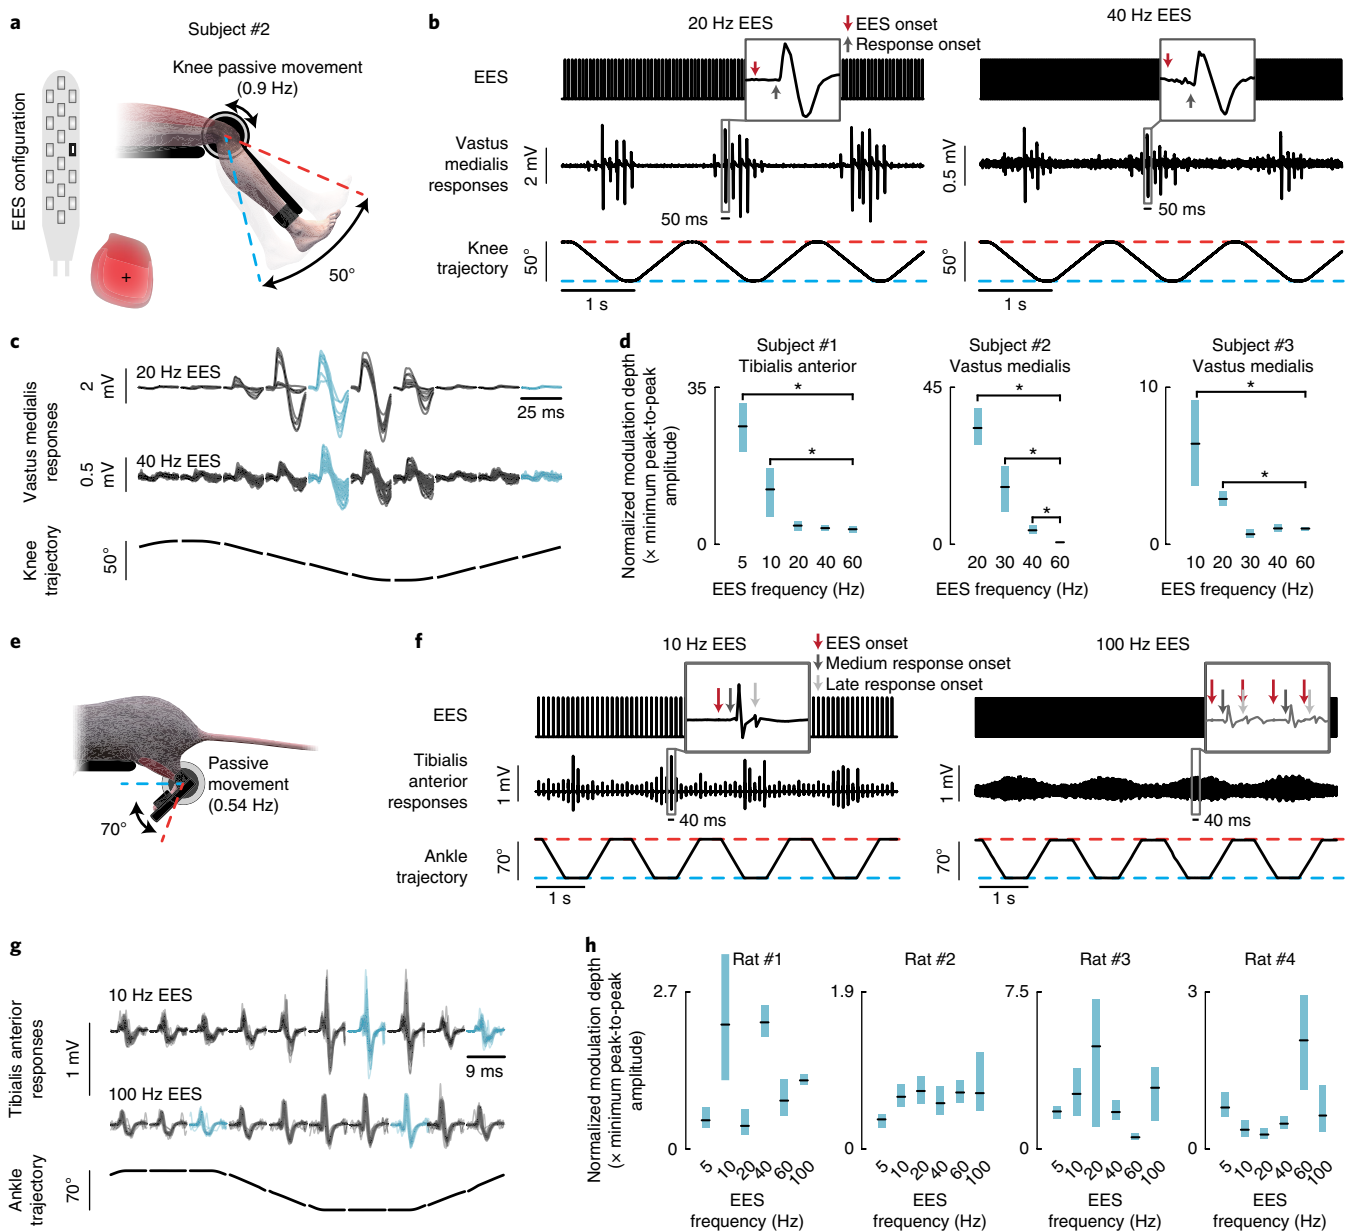 a
Subject #2
Knee passive movement
(0.9 Hz)
EES configuration
50°
+
b
20 Hz EES
EES onset
Response onset
40 Hz EES
EES
Vastus
medialis
responses
2 mV
0.5 mV
50 ms
50 ms
Knee
trajectory
50°
50°
1 s
1 s
c
20 Hz EES
2
mV
25 ms
40 Hz EES
0.5
mV
Vastus medialis
responses
Knee
trajectory
50°
d
Subject #1
Tibialis anterior
Subject #2
Vastus medialis
Subject #3
Vastus medialis
Normalized modulation depth
(× minimum peak-to-peak
amplitude)
35
*
*
0
5 10 20 40 60
EES frequency (Hz)
45
*
*
*
0
20 30 40 60
EES frequency (Hz)
10
*
*
0
10 20 30 40 60
EES frequency (Hz)
e
Passive
movement
(0.54 Hz)
70°
f
10 Hz EES
EES onset
Medium response onset
Late response onset
100 Hz EES
EES
Tibialis
anterior
responses
1 mV
1 mV
40 ms
40 ms
Ankle
trajectory
70°
70°
1 s
1 s
g
10 Hz EES
Tibialis anterior
responses
1 mV
9 ms
100 Hz EES
Ankle
trajectory
70°
h
Rat #1
Rat #2
Rat #3
Rat #4
Normalized modulation depth
(× minimum peak-to-peak
amplitude)
2.7
0
5 10 20 40 60 100
EES
frequency (Hz)
1.9
0
5 10 20 40 60 100
EES
frequency (Hz)
7.5
0
5 10 20 40 60 100
EES
frequency (Hz)
3
0
5 10 20 40 60 100
EES
frequency (Hz)